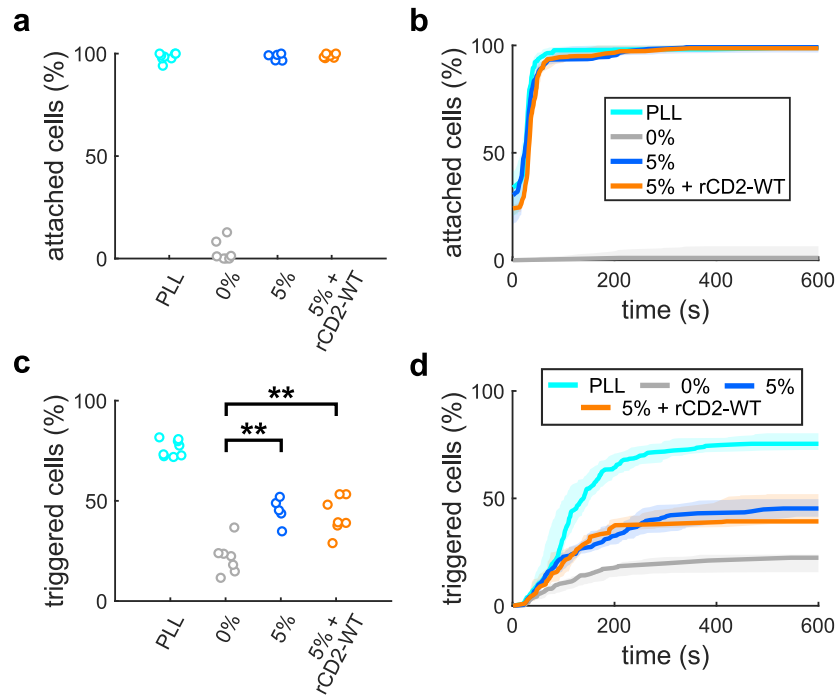 a
attached cells (%)
100
50
0
PLL
0%
5%
5% +
rCD2-WT
b
attached cells (%)
100
50
0
PLL
0%
5%
5% + rCD2-WT
0
200
400
600
time (s)
c
triggered cells (%)
100
50
0
**
**
PLL
0%
5%
5% +
rCD2-WT
d
triggered cells (%)
100
50
0
PLL 0% 5%
5% + rCD2-WT
0
200
400
600
time (s)